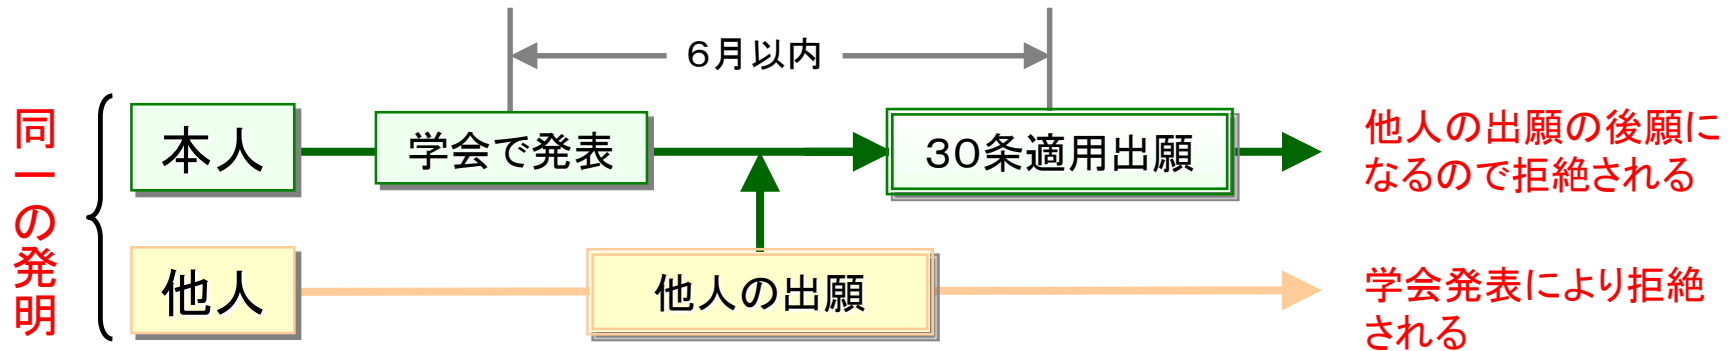 ６月以内
同一の発明
本人
学会で発表
３０条適用出願
他人の出願の後願に
なるので拒絶される
他人
他人の出願
学会発表により拒絶
される